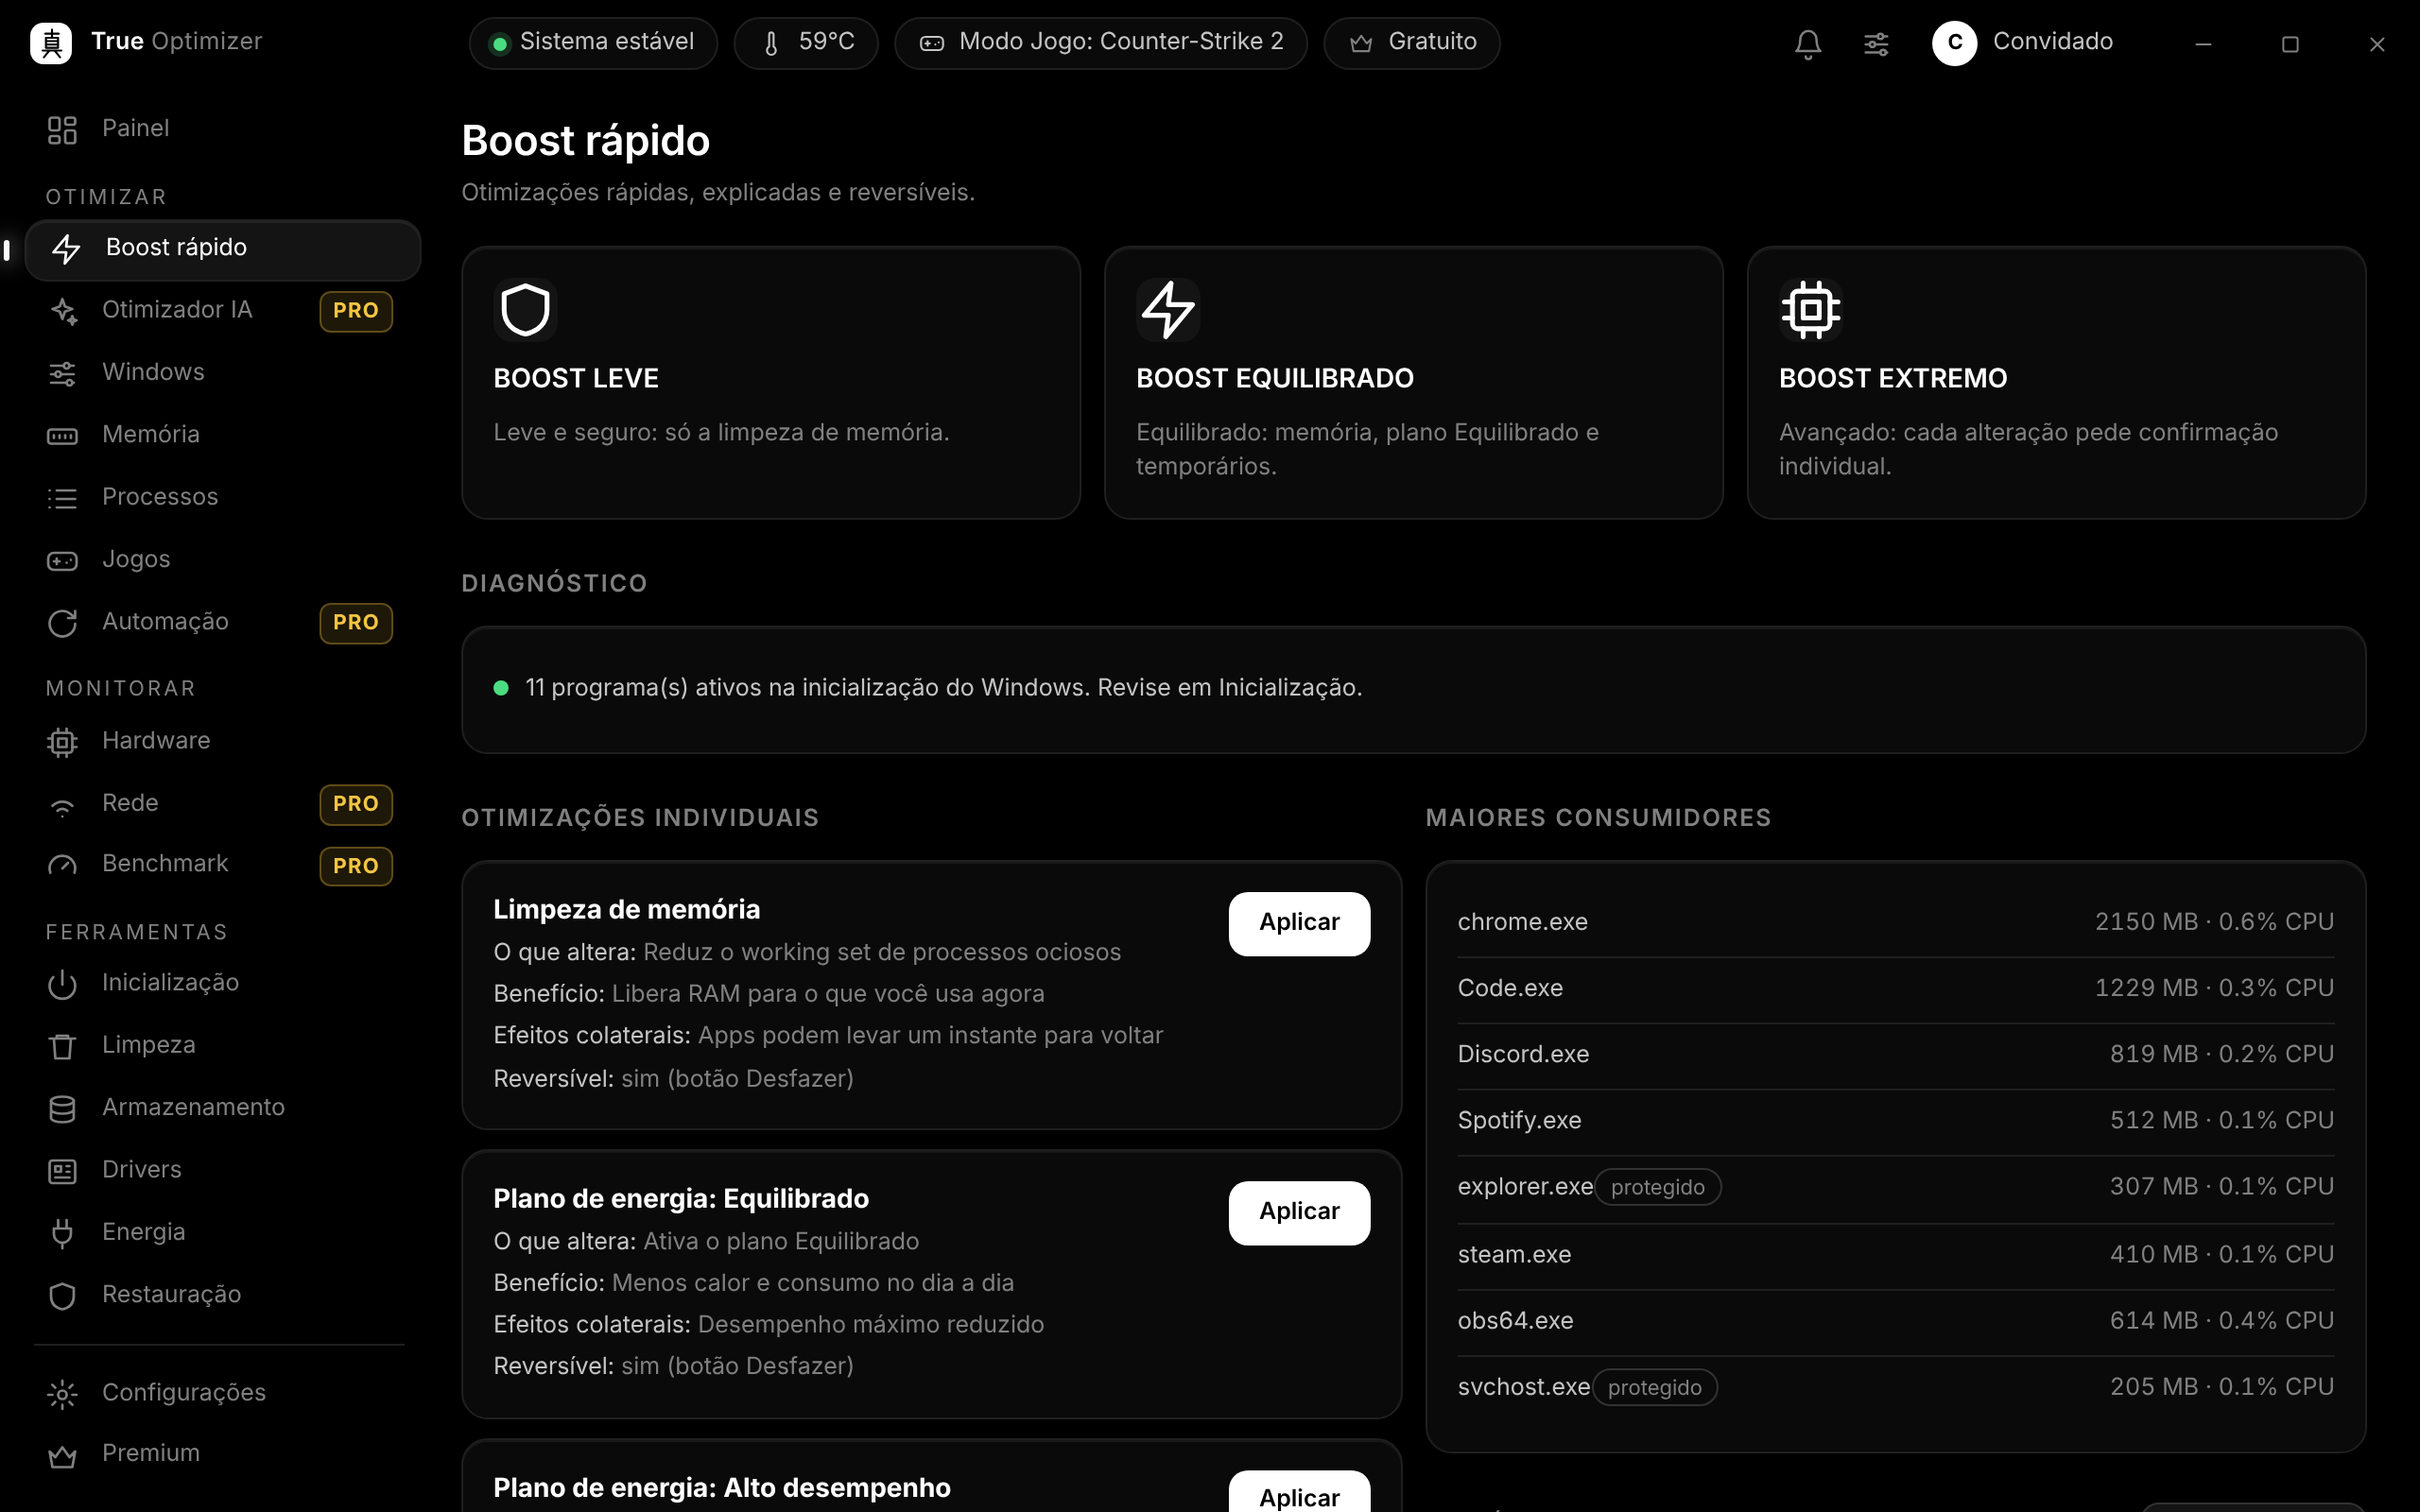 真
True Optimizer
Sistema estável
59°C
Modo Jogo: Counter-Strike 2
Gratuito
C
Convidado
Painel
OTIMIZAR
Boost rápido
Otimizador IA
PRO
Windows
Memória
Processos
Jogos
Automação
PRO
MONITORAR
Hardware
Rede
PRO
Benchmark
PRO
FERRAMENTAS
Inicialização
Limpeza
Armazenamento
Drivers
Energia
Restauração
Configurações
Premium
Boost rápido
Otimizações rápidas, explicadas e reversíveis.
BOOST LEVE
Leve e seguro: só a limpeza de memória.
BOOST EQUILIBRADO
Equilibrado: memória, plano Equilibrado e
temporários.
BOOST EXTREMO
Avançado: cada alteração pede confirmação
individual.
DIAGNÓSTICO
11 programa(s) ativos na inicialização do Windows. Revise em Inicialização.
OTIMIZAÇÕES INDIVIDUAIS
Limpeza de memória
Aplicar
O que altera: Reduz o working set de processos ociosos
Benefício: Libera RAM para o que você usa agora
Efeitos colaterais: Apps podem levar um instante para voltar
Reversível: sim (botão Desfazer)
Plano de energia: Equilibrado
Aplicar
O que altera: Ativa o plano Equilibrado
Benefício: Menos calor e consumo no dia a dia
Efeitos colaterais: Desempenho máximo reduzido
Reversível: sim (botão Desfazer)
Plano de energia: Alto desempenho
Aplicar
MAIORES CONSUMIDORES
chrome.exe 2150 MB · 0.6% CPU
Code.exe 1229 MB · 0.3% CPU
Discord.exe 819 MB · 0.2% CPU
Spotify.exe 512 MB · 0.1% CPU
explorer.exe protegido 307 MB · 0.1% CPU
steam.exe 410 MB · 0.1% CPU
obs64.exe 614 MB · 0.4% CPU
svchost.exe protegido 205 MB · 0.1% CPU